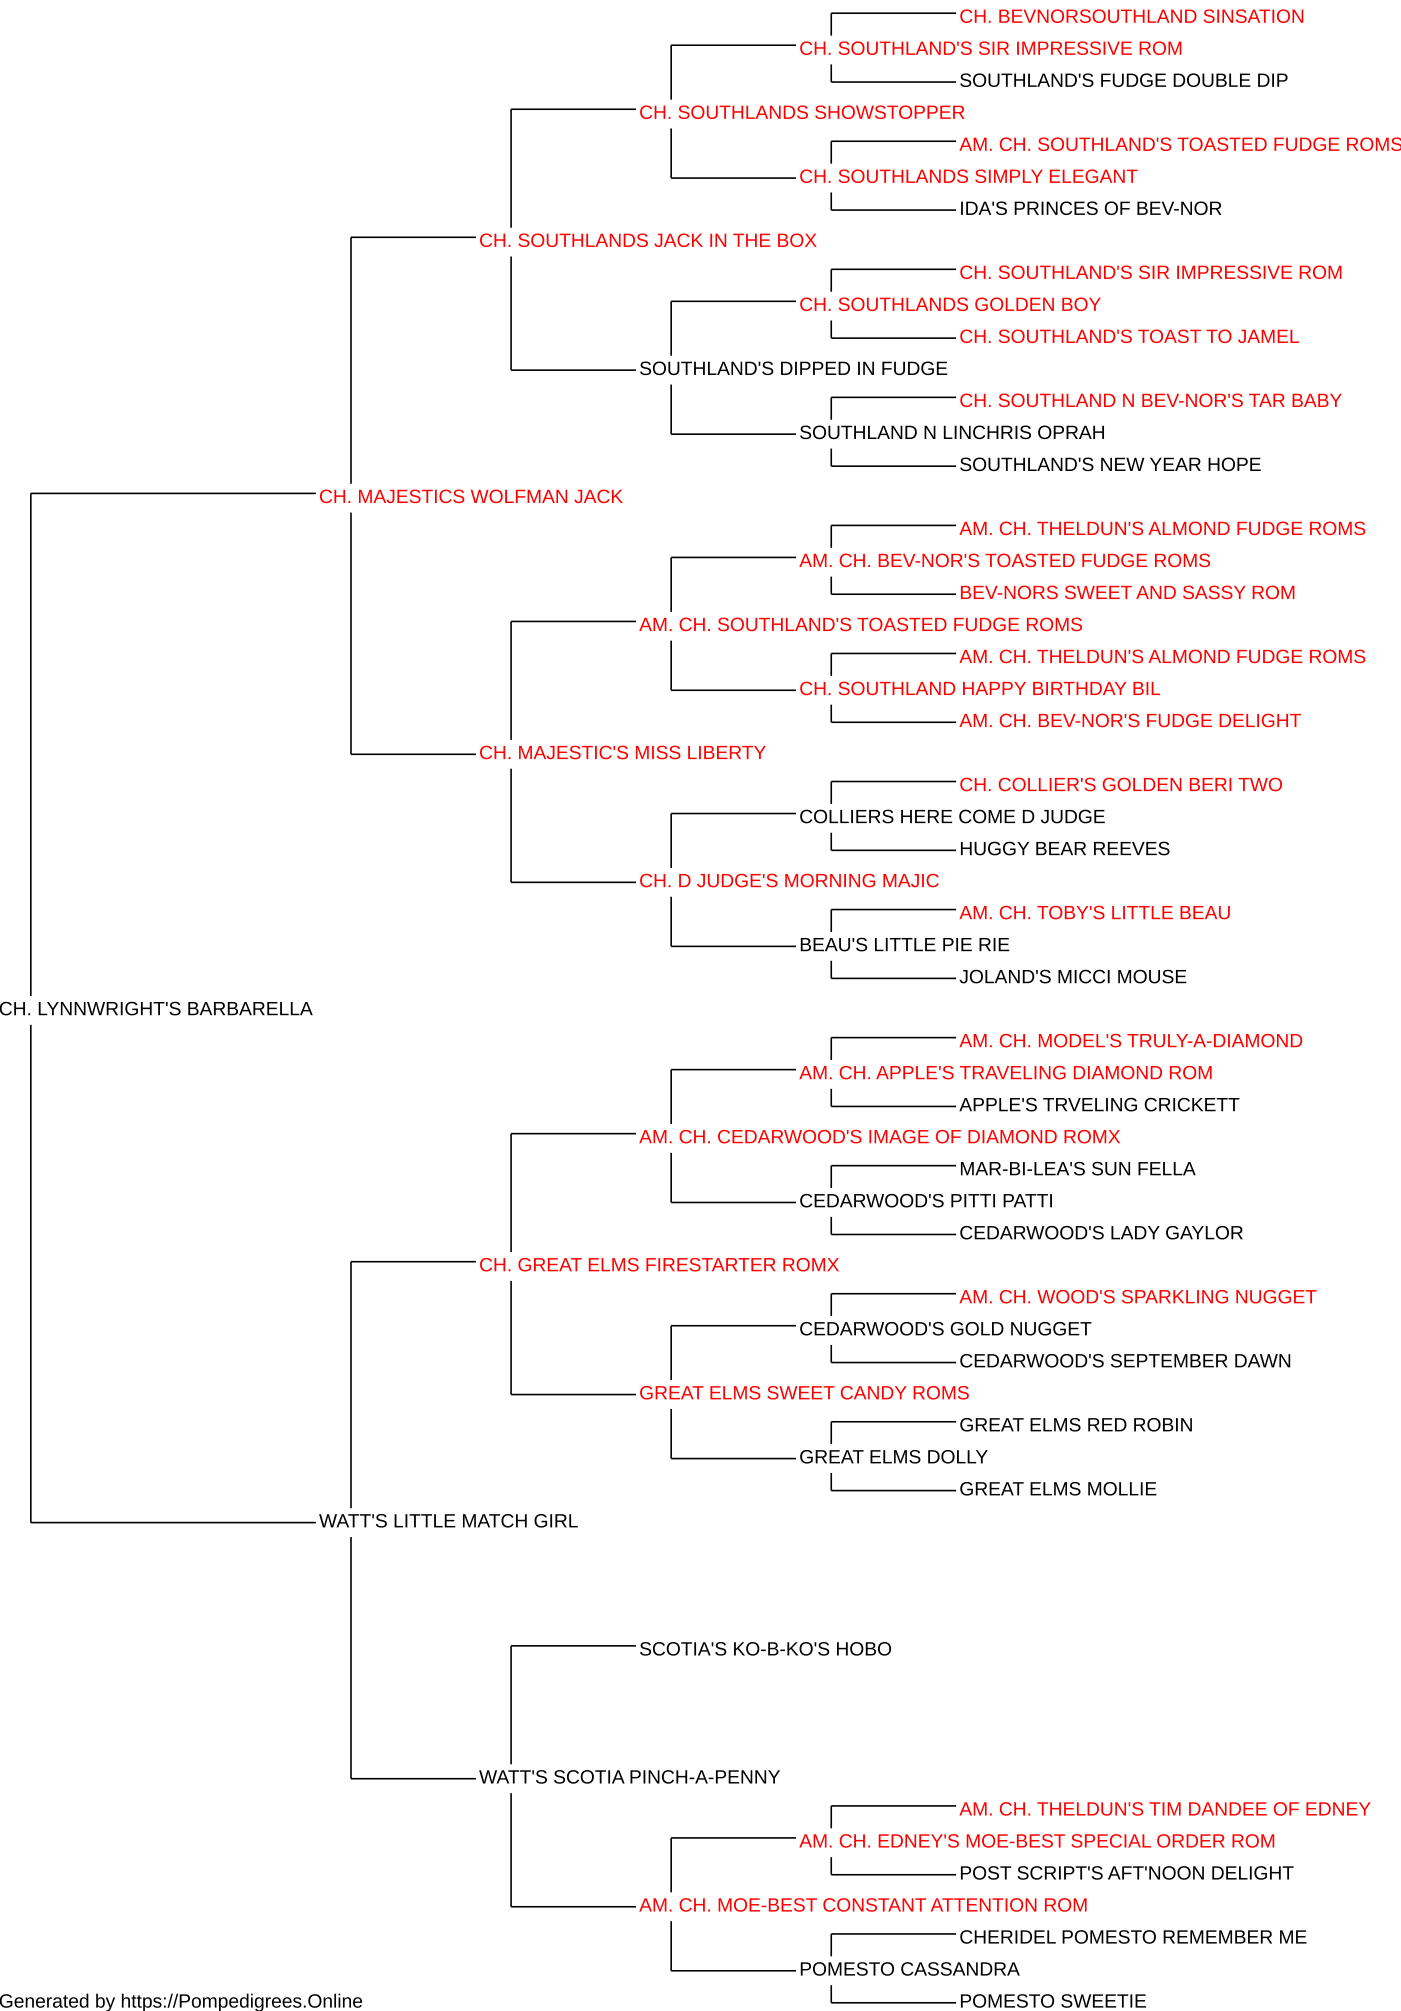 CH. BEVNORSOUTHLAND SINSATION
CH. SOUTHLAND'S SIR IMPRESSIVE ROM
SOUTHLAND'S FUDGE DOUBLE DIP
CH. SOUTHLANDS SHOWSTOPPER
AM. CH. SOUTHLAND'S TOASTED FUDGE ROMS
CH. SOUTHLANDS SIMPLY ELEGANT
IDA'S PRINCES OF BEV-NOR
CH. SOUTHLANDS JACK IN THE BOX
CH. SOUTHLAND'S SIR IMPRESSIVE ROM
CH. SOUTHLANDS GOLDEN BOY
CH. SOUTHLAND'S TOAST TO JAMEL
SOUTHLAND'S DIPPED IN FUDGE
CH. SOUTHLAND N BEV-NOR'S TAR BABY
SOUTHLAND N LINCHRIS OPRAH
SOUTHLAND'S NEW YEAR HOPE
CH. MAJESTICS WOLFMAN JACK
AM. CH. THELDUN'S ALMOND FUDGE ROMS
AM. CH. BEV-NOR'S TOASTED FUDGE ROMS
BEV-NORS SWEET AND SASSY ROM
AM. CH. SOUTHLAND'S TOASTED FUDGE ROMS
AM. CH. THELDUN'S ALMOND FUDGE ROMS
CH. SOUTHLAND HAPPY BIRTHDAY BIL
AM. CH. BEV-NOR'S FUDGE DELIGHT
CH. MAJESTIC'S MISS LIBERTY
CH. COLLIER'S GOLDEN BERI TWO
COLLIERS HERE COME D JUDGE
HUGGY BEAR REEVES
CH. D JUDGE'S MORNING MAJIC
AM. CH. TOBY'S LITTLE BEAU
BEAU'S LITTLE PIE RIE
JOLAND'S MICCI MOUSE
CH. LYNNWRIGHT'S BARBARELLA
AM. CH. MODEL'S TRULY-A-DIAMOND
AM. CH. APPLE'S TRAVELING DIAMOND ROM
APPLE'S TRVELING CRICKETT
AM. CH. CEDARWOOD'S IMAGE OF DIAMOND ROMX
MAR-BI-LEA'S SUN FELLA
CEDARWOOD'S PITTI PATTI
CEDARWOOD'S LADY GAYLOR
CH. GREAT ELMS FIRESTARTER ROMX
AM. CH. WOOD'S SPARKLING NUGGET
CEDARWOOD'S GOLD NUGGET
CEDARWOOD'S SEPTEMBER DAWN
GREAT ELMS SWEET CANDY ROMS
GREAT ELMS RED ROBIN
GREAT ELMS DOLLY
GREAT ELMS MOLLIE
WATT'S LITTLE MATCH GIRL
SCOTIA'S KO-B-KO'S HOBO
WATT'S SCOTIA PINCH-A-PENNY
AM. CH. THELDUN'S TIM DANDEE OF EDNEY
AM. CH. EDNEY'S MOE-BEST SPECIAL ORDER ROM
POST SCRIPT'S AFT'NOON DELIGHT
AM. CH. MOE-BEST CONSTANT ATTENTION ROM
CHERIDEL POMESTO REMEMBER ME
POMESTO CASSANDRA
POMESTO SWEETIE
Generated by https://Pompedigrees.Online